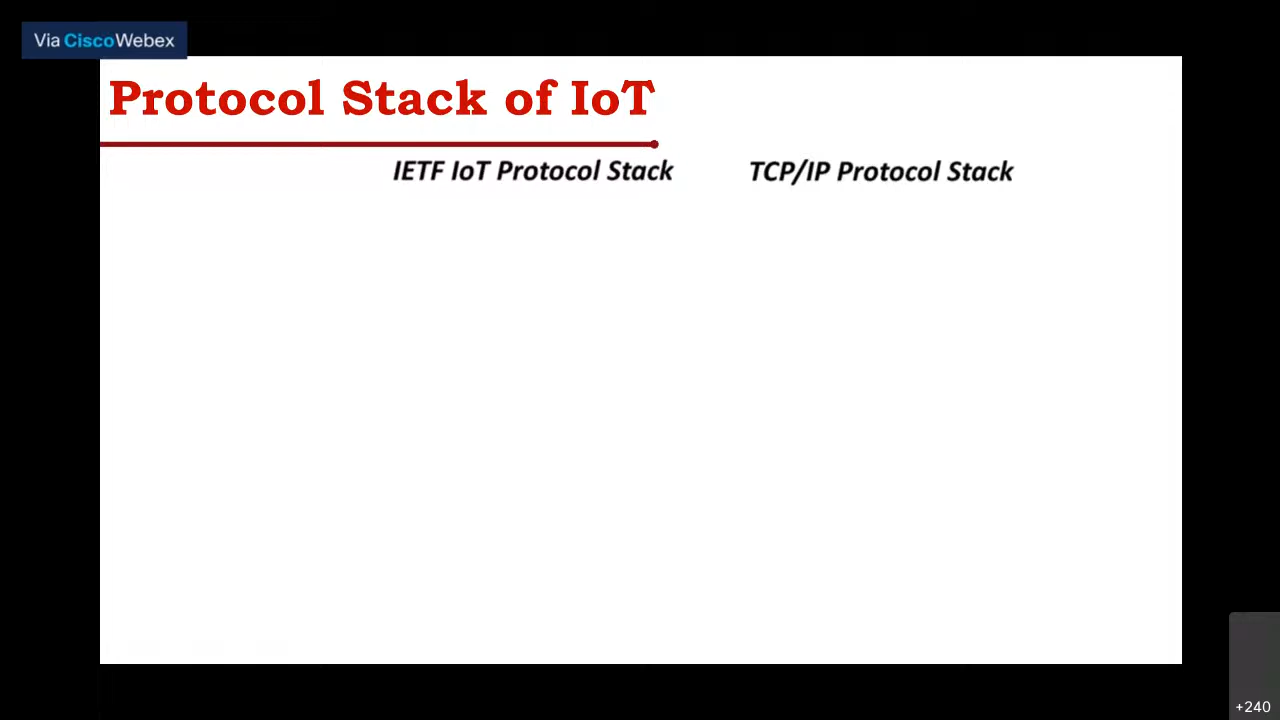 Via CiscoWebex
Protocol Stack of IoT
IETF IoT Protocol Stack
TCP/IP Protocol Stack
+240